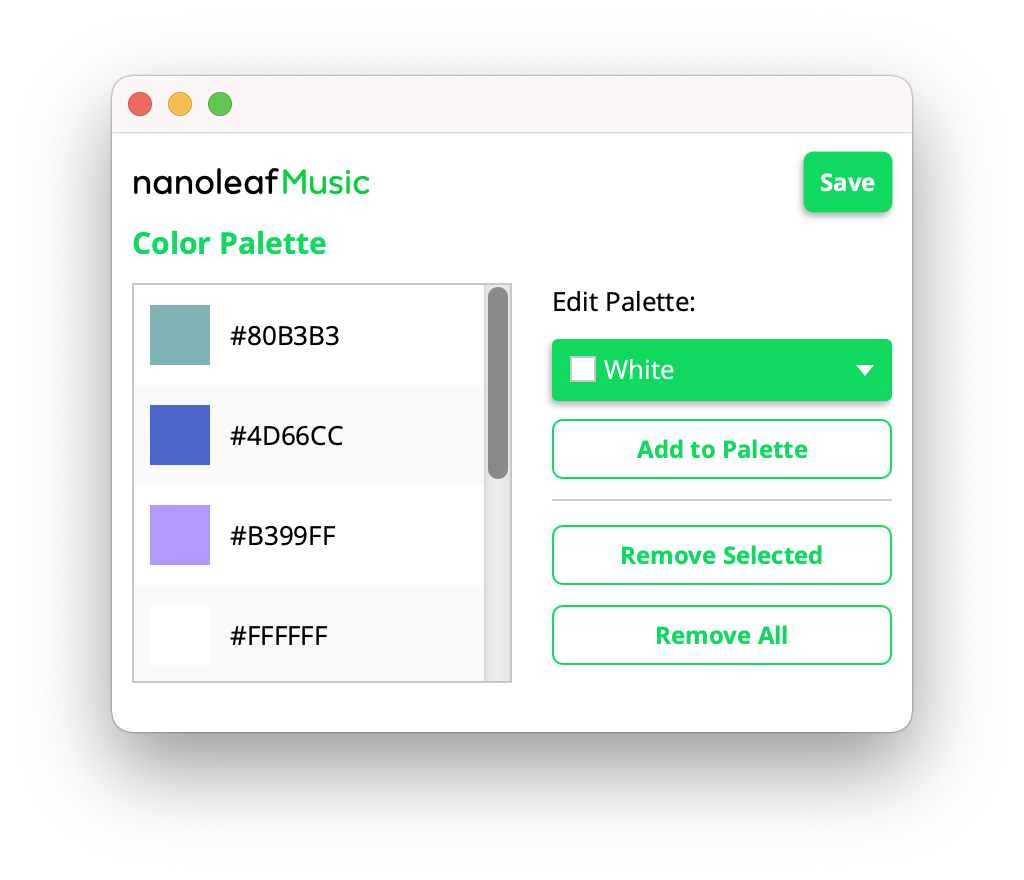 nanoleafMusic
Save
Color Palette
#80B3B3
#4D66CC
#B399FF
#FFFFFF
Edit Palette:
White
Add to Palette
Remove Selected
Remove All